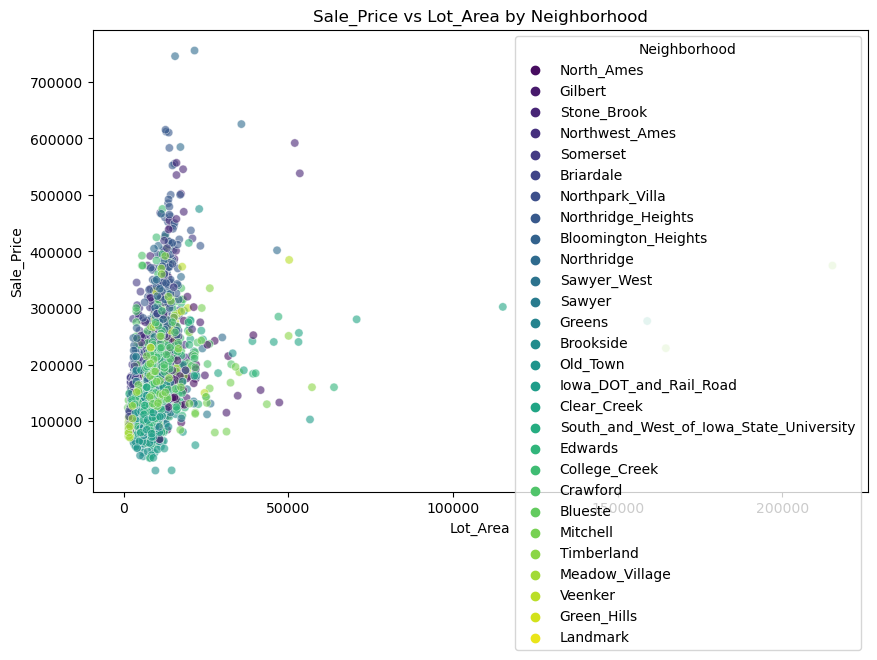 Sale_Price vs Lot_Area by Neighborhood
Sale_Price
700000
600000
500000
400000
300000
200000
100000
0
0
50000
100000
150000
200000
Lot_Area
Neighborhood
North_Ames
Gilbert
Stone_Brook
Northwest_Ames
Somerset
Briardale
Northpark_Villa
Northridge_Heights
Bloomington_Heights
Northridge
Sawyer_West
Sawyer
Greens
Brookside
Old_Town
Iowa_DOT_and_Rail_Road
Clear_Creek
South_and_West_of_Iowa_State_University
Edwards
College_Creek
Crawford
Blueste
Mitchell
Timberland
Meadow_Village
Veenker
Green_Hills
Landmark